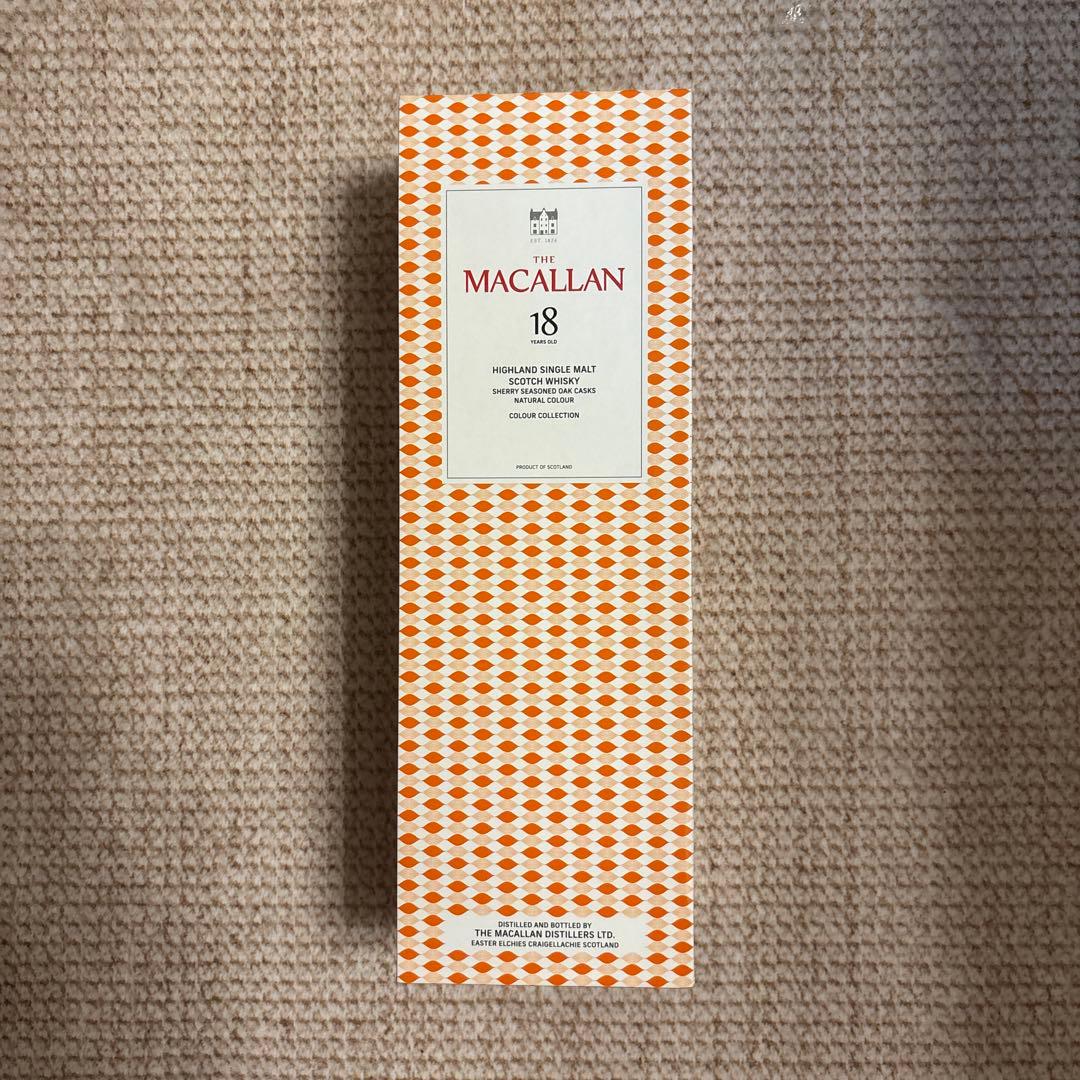 EST. 1824
THE
MACALLAN
18
YEARS OLD
HIGHLAND SINGLE MALT
SCOTCH WHISKY
SHERRY SEASONED OAK CASKS
NATURAL COLOUR
COLOUR COLLECTION
PRODUCT OF SCOTLAND
DISTILLED AND BOTTLED BY
THE MACALLAN DISTILLERS LTD.
EASTER ELCHIES CRAIGELLACHIE SCOTLAND